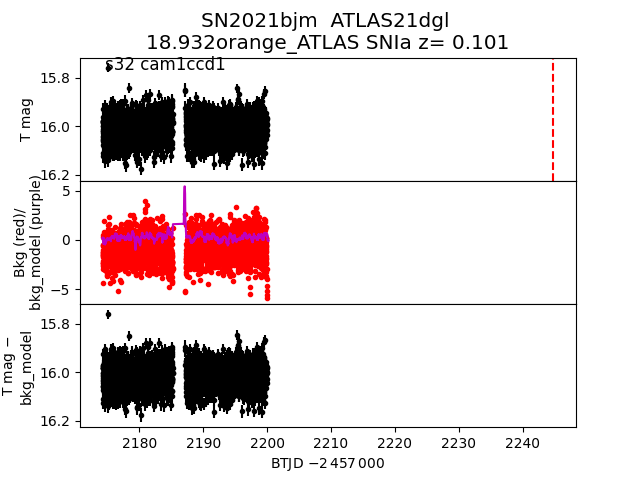 SN2021bjm  ATLAS21dgl
18.932orange_ATLAS SNIa z= 0.101
s32 cam1ccd1
15.8
16.0
16.2
T mag
5
0
−5
Bkg (red)/
bkg_model (purple)
15.8
16.0
16.2
T mag −
bkg_model
2180 2190 2200 2210 2220 2230 2240
BTJD −2 457 000